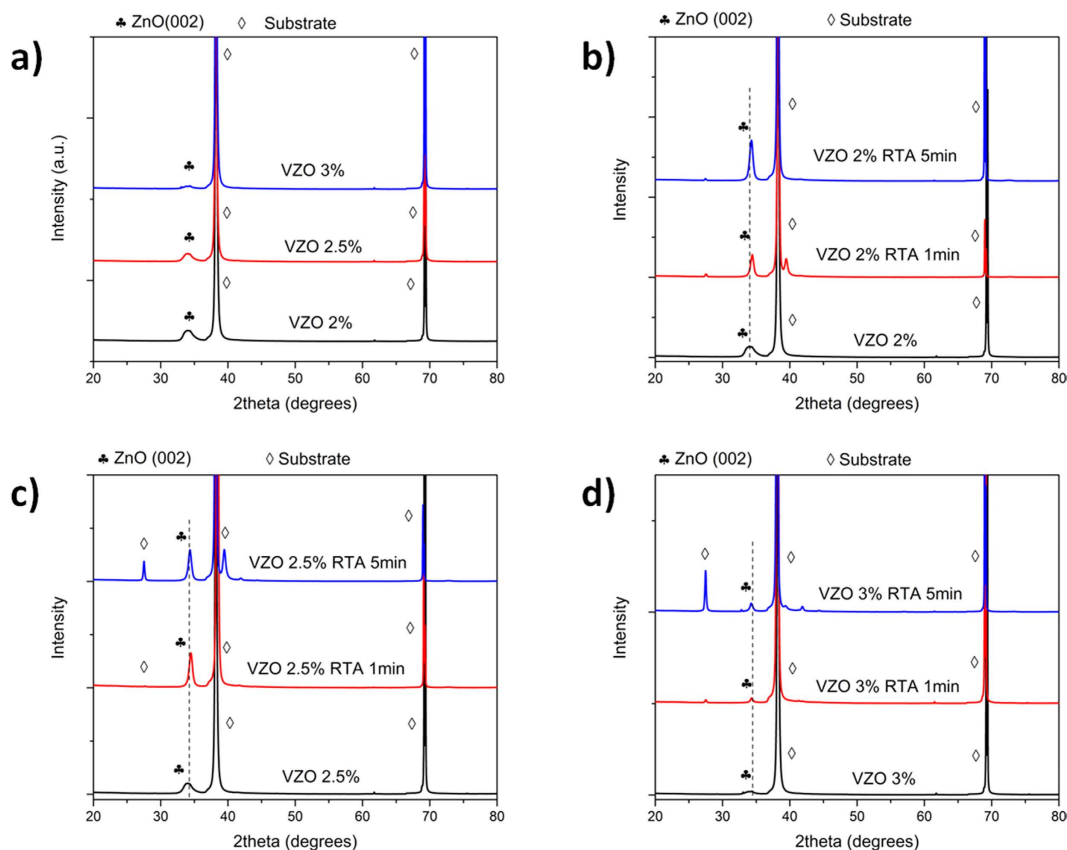 ♣ ZnO(002) ◇ Substrate
a)
VZO 3%
VZO 2.5%
VZO 2%
Intensity (a.u.)
20 30 40 50 60 70 80
2theta (degrees)
♣ ZnO (002) ◇ Substrate
b)
VZO 2% RTA 5min
VZO 2% RTA 1min
VZO 2%
Intensity
20 30 40 50 60 70 80
2theta (degrees)
♣ ZnO (002) ◇ Substrate
c)
VZO 2.5% RTA 5min
VZO 2.5% RTA 1min
VZO 2.5%
Intensity
20 30 40 50 60 70 80
2theta (degrees)
♣ ZnO (002) ◇ Substrate
d)
VZO 3% RTA 5min
VZO 3% RTA 1min
VZO 3%
Intensity
20 30 40 50 60 70 80
2theta (degrees)